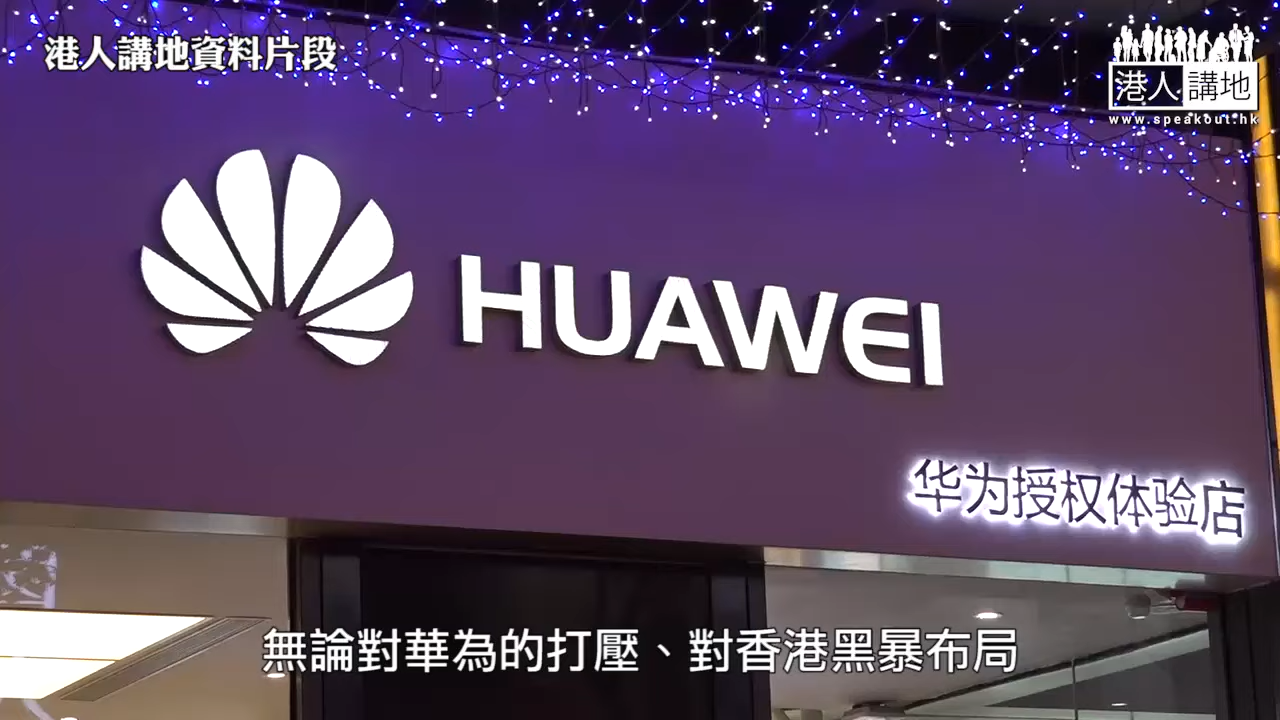 港人講地資料片段
港人講地
www.speakout.hk
HUAWEI
华为授权体验店
無論對華為的打壓、對香港黑暴布局